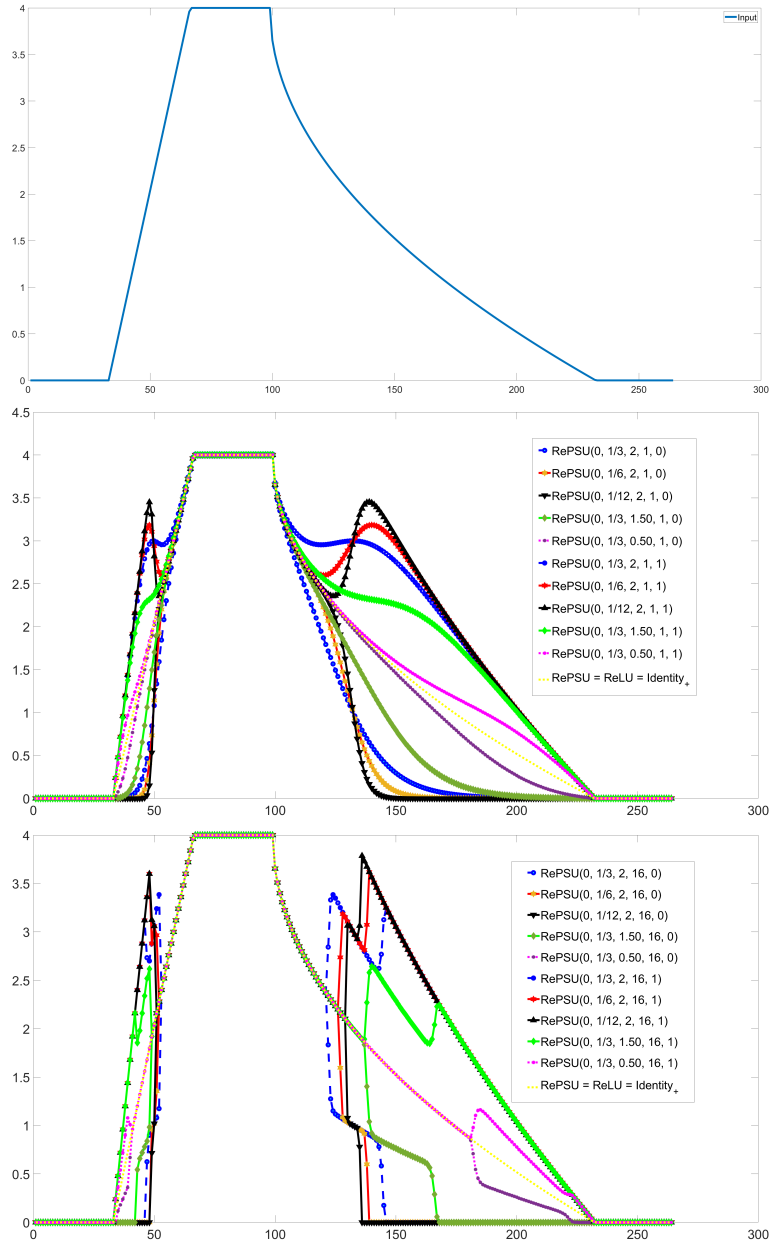 4
3.5
3
2.5
2
1.5
1
0.5
0
0 50 100 150 200 250 300
Input
4.5
4
3.5
3
2.5
2
1.5
1
0.5
0
0 50 100 150 200 250 300
RePSU(0, 1/3, 2, 1, 0)
RePSU(0, 1/6, 2, 1, 0)
RePSU(0, 1/12, 2, 1, 0)
RePSU(0, 1/3, 1.50, 1, 0)
RePSU(0, 1/3, 0.50, 1, 0)
RePSU(0, 1/3, 2, 1, 1)
RePSU(0, 1/6, 2, 1, 1)
RePSU(0, 1/12, 2, 1, 1)
RePSU(0, 1/3, 1.50, 1, 1)
RePSU(0, 1/3, 0.50, 1, 1)
RePSU = ReLU = Identity+
4
3.5
3
2.5
2
1.5
1
0.5
0
0 50 100 150 200 250 300
RePSU(0, 1/3, 2, 16, 0)
RePSU(0, 1/6, 2, 16, 0)
RePSU(0, 1/12, 2, 16, 0)
RePSU(0, 1/3, 1.50, 16, 0)
RePSU(0, 1/3, 0.50, 16, 0)
RePSU(0, 1/3, 2, 16, 1)
RePSU(0, 1/6, 2, 16, 1)
RePSU(0, 1/12, 2, 16, 1)
RePSU(0, 1/3, 1.50, 16, 1)
RePSU(0, 1/3, 0.50, 16, 1)
RePSU = ReLU = Identity+